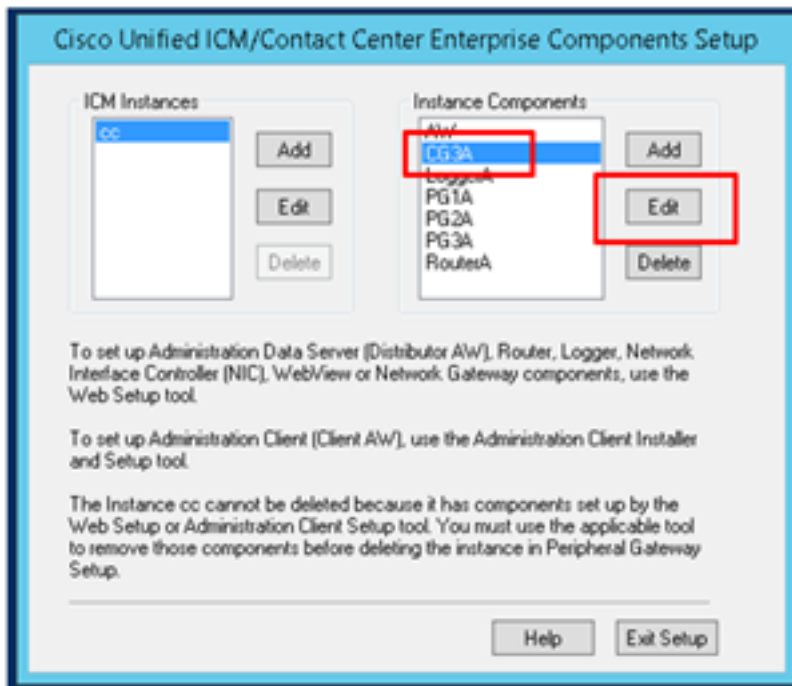 Cisco Unified ICM/Contact Center Enterprise Components Setup
ICM Instances
cc
Add
Edit
Delete
Instance Components
AW
CG3A
LoggerA
PG1A
PG2A
PG3A
RouterA
Add
Edit
Delete
To set up Administration Data Server (Distributor AW), Router, Logger, Network
Interface Controller (NIC), WebView or Network Gateway components, use the
Web Setup tool.
To set up Administration Client (Client AW), use the Administration Client Installer
and Setup tool.
The Instance cc cannot be deleted because it has components set up by the
Web Setup or Administration Client Setup tool. You must use the applicable tool
to remove those components before deleting the instance in Peripheral Gateway
Setup.
Help
Exit Setup